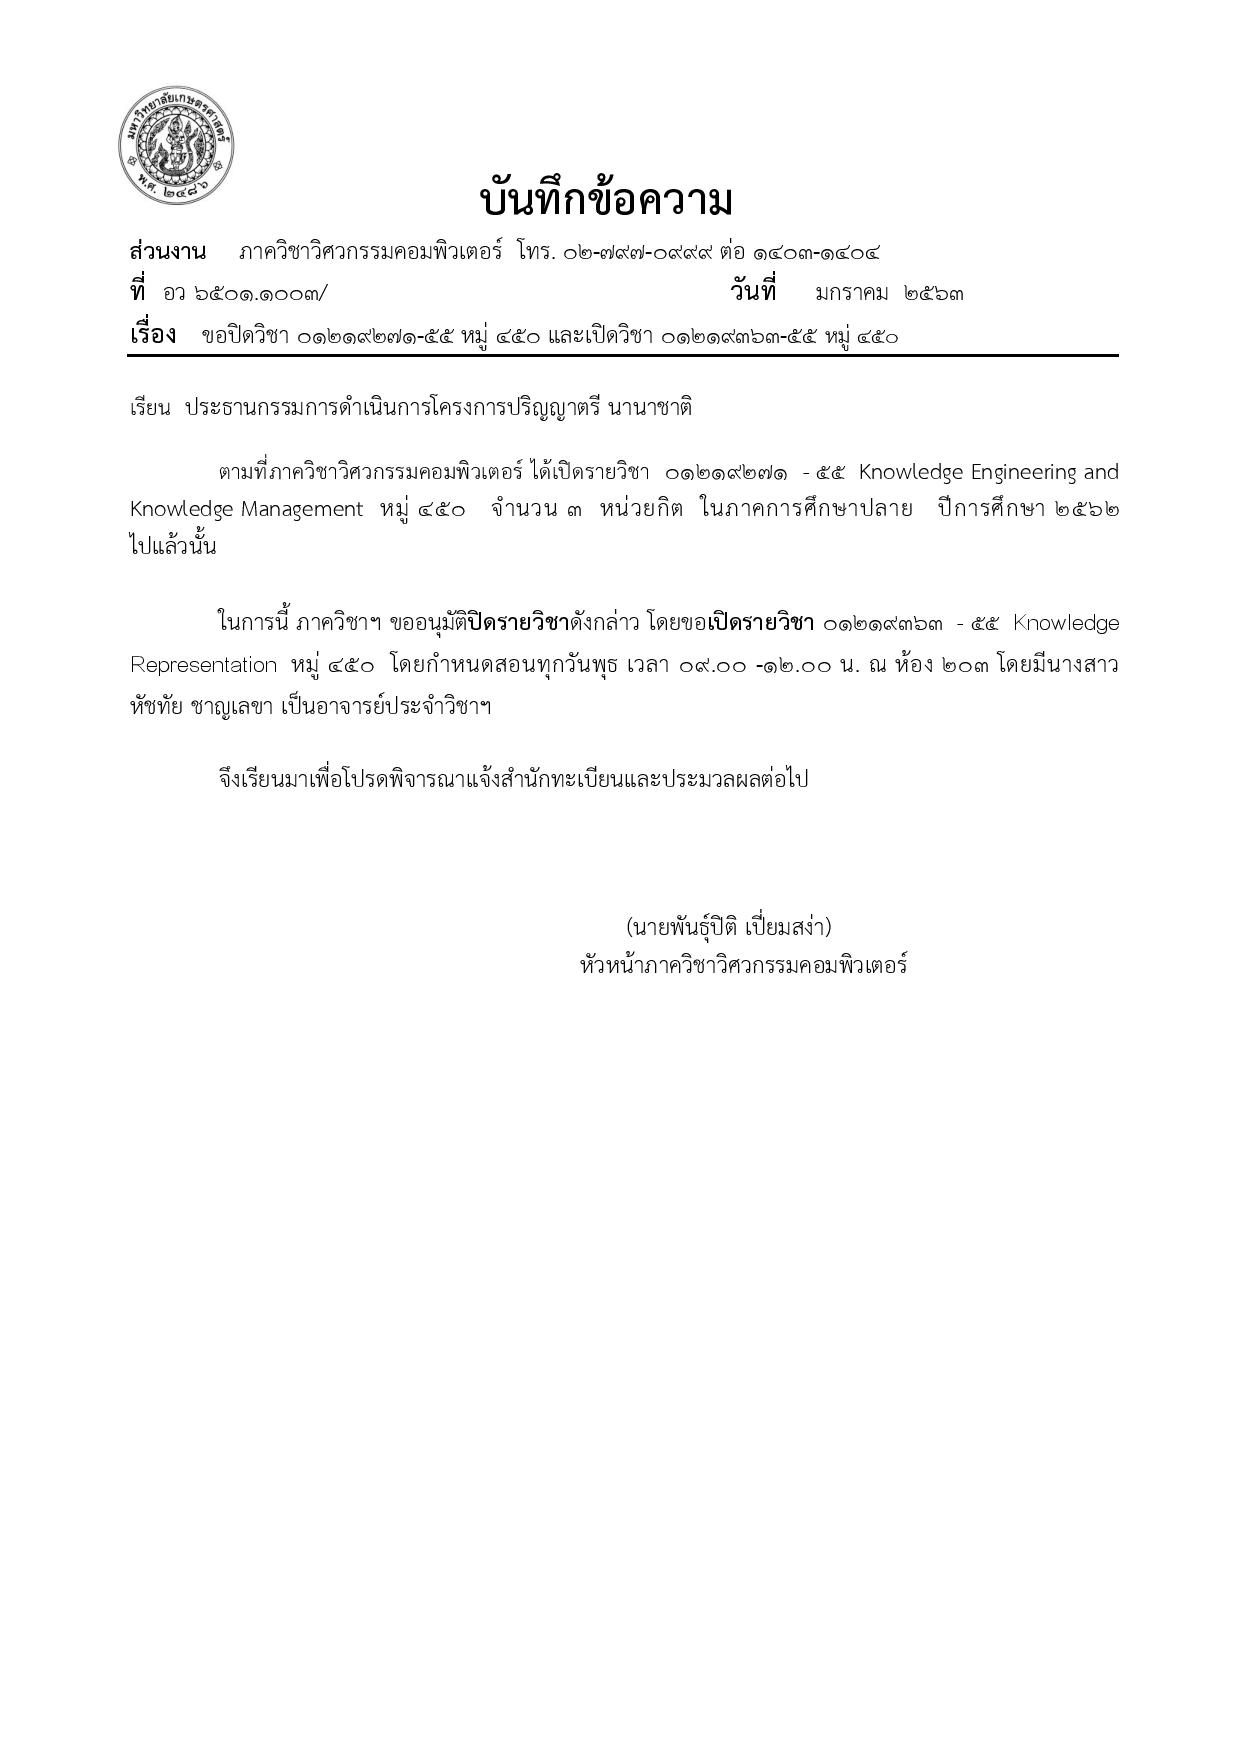 มหาวิทยาลัยเกษตรศาสตร์
พ.ศ. ๒๔๘๖
บันทึกข้อความ
ส่วนงาน ภาควิชาวิศวกรรมคอมพิวเตอร์ โทร. ๐๒-๗๙๗-๐๙๙๙ ต่อ ๑๔๐๓-๑๔๐๔
ที่ อว ๖๕๐๑.๑๐๐๓/ วันที่ มกราคม ๒๕๖๓
เรื่อง ขอปิดวิชา ๐๑๒๑๙๒๗๑-๕๕ หมู่ ๔๕๐ และเปิดวิชา ๐๑๒๑๙๓๖๓-๕๕ หมู่ ๔๕๐
เรียน ประธานกรรมการดำเนินการโครงการปริญญาตรี นานาชาติ
ตามที่ภาควิชาวิศวกรรมคอมพิวเตอร์ ได้เปิดรายวิชา ๐๑๒๑๙๒๗๑ - ๕๕ Knowledge Engineering and
Knowledge Management หมู่ ๔๕๐ จำนวน ๓ หน่วยกิต ในภาคการศึกษาปลาย ปีการศึกษา ๒๕๖๒
ไปแล้วนั้น
ในการนี้ ภาควิชาฯ ขออนุมัติปิดรายวิชาดังกล่าว โดยขอเปิดรายวิชา ๐๑๒๑๙๓๖๓ - ๕๕ Knowledge
Representation หมู่ ๔๕๐ โดยกำหนดสอนทุกวันพุธ เวลา ๐๙.๐๐ -๑๒.๐๐ น. ณ ห้อง ๒๐๓ โดยมีนางสาว
หัชทัย ชาญเลขา เป็นอาจารย์ประจำวิชาฯ
จึงเรียนมาเพื่อโปรดพิจารณาแจ้งสำนักทะเบียนและประมวลผลต่อไป
(นายพันธุ์ปิติ เปี่ยมสง่า)
หัวหน้าภาควิชาวิศวกรรมคอมพิวเตอร์